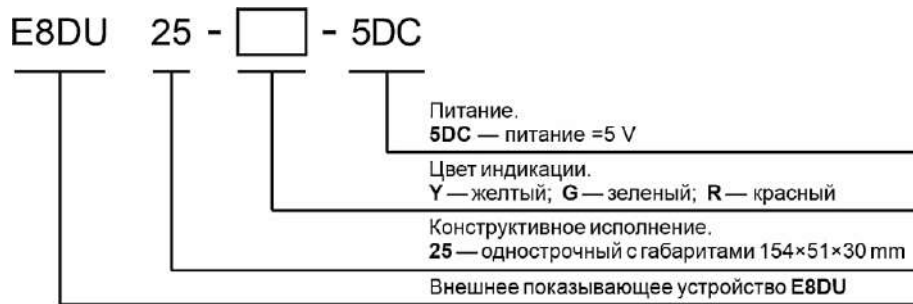 E8DU 25 - - 5DC
Питание.
5DC — питание =5 V
Цвет индикации.
Y — желтый; G — зеленый; R — красный
Конструктивное исполнение.
25 — однострочный с габаритами 154×51×30 mm
Внешнее показывающее устройство E8DU